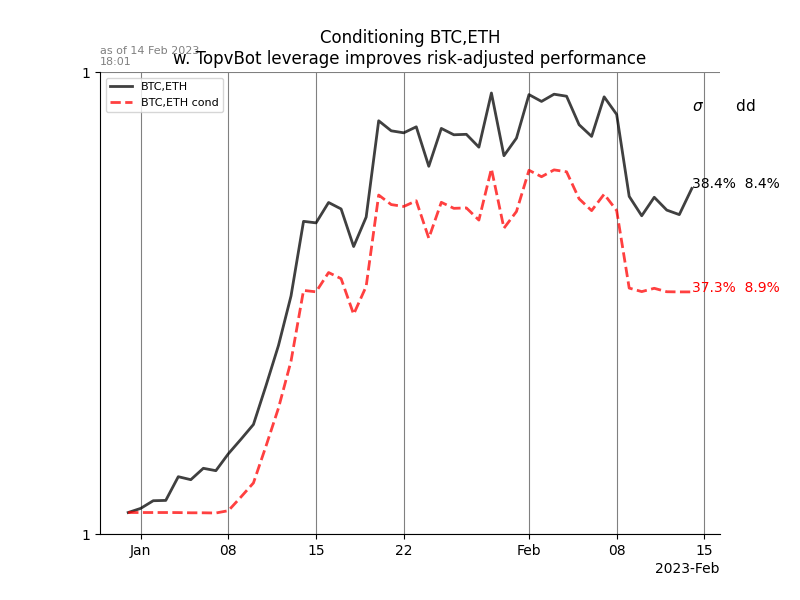 Conditioning BTC,ETH
w. TopvBot leverage improves risk-adjusted performance
as of 14 Feb 2023
18:01
1
BTC,ETH
BTC,ETH cond
σ dd
38.4% 8.4%
37.3% 8.9%
1
Jan 08 15 22 Feb 08 15
2023-Feb